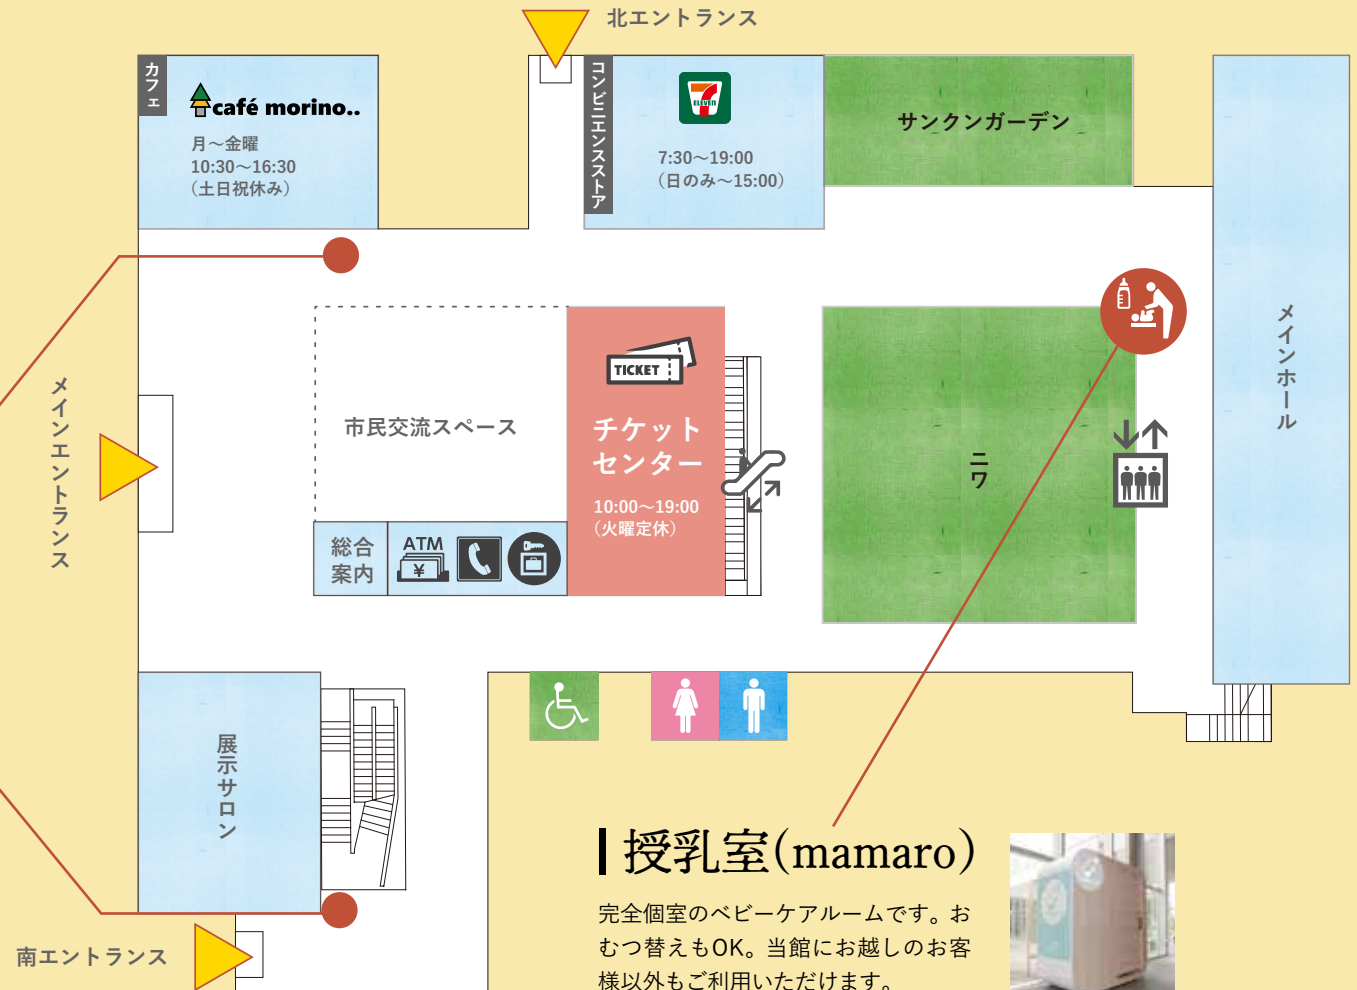 北エントランス
カフェ
café morino..
月～金曜
10:30～16:30
（土日祝休み）
コンビニエンスストア
7
ELEVEN
7:30～19:00
（日のみ～15:00）
サンクンガーデン
メインホール
メインエントランス
市民交流スペース
TICKET
チケット
センター
10:00～19:00
（火曜定休）
ニワ
総合
案内
ATM
¥
展示サロン
南エントランス
授乳室(mamaro)
完全個室のベビーケアルームです。お
むつ替えもOK。当館にお越しのお客
様以外もご利用いただけます。